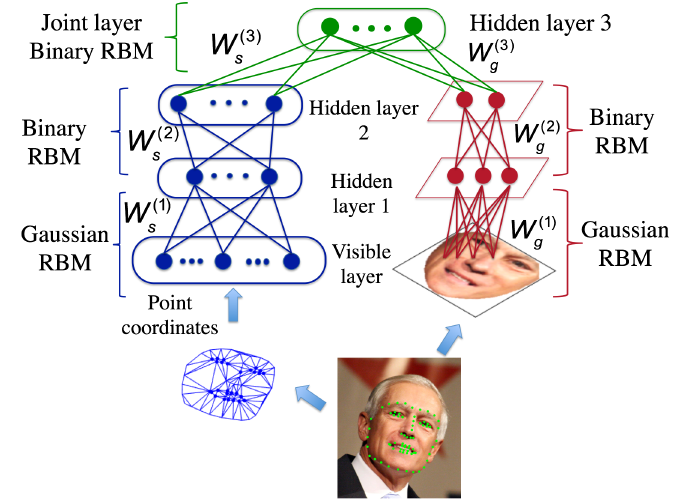 Joint layer
Binary RBM
W_s^(3)
Hidden layer 3
W_g^(3)
Binary
RBM
W_s^(2)
Hidden layer
2
W_g^(2)
Binary
RBM
Hidden
layer 1
Gaussian
RBM
W_s^(1)
Visible
layer
W_g^(1)
Gaussian
RBM
Point
coordinates